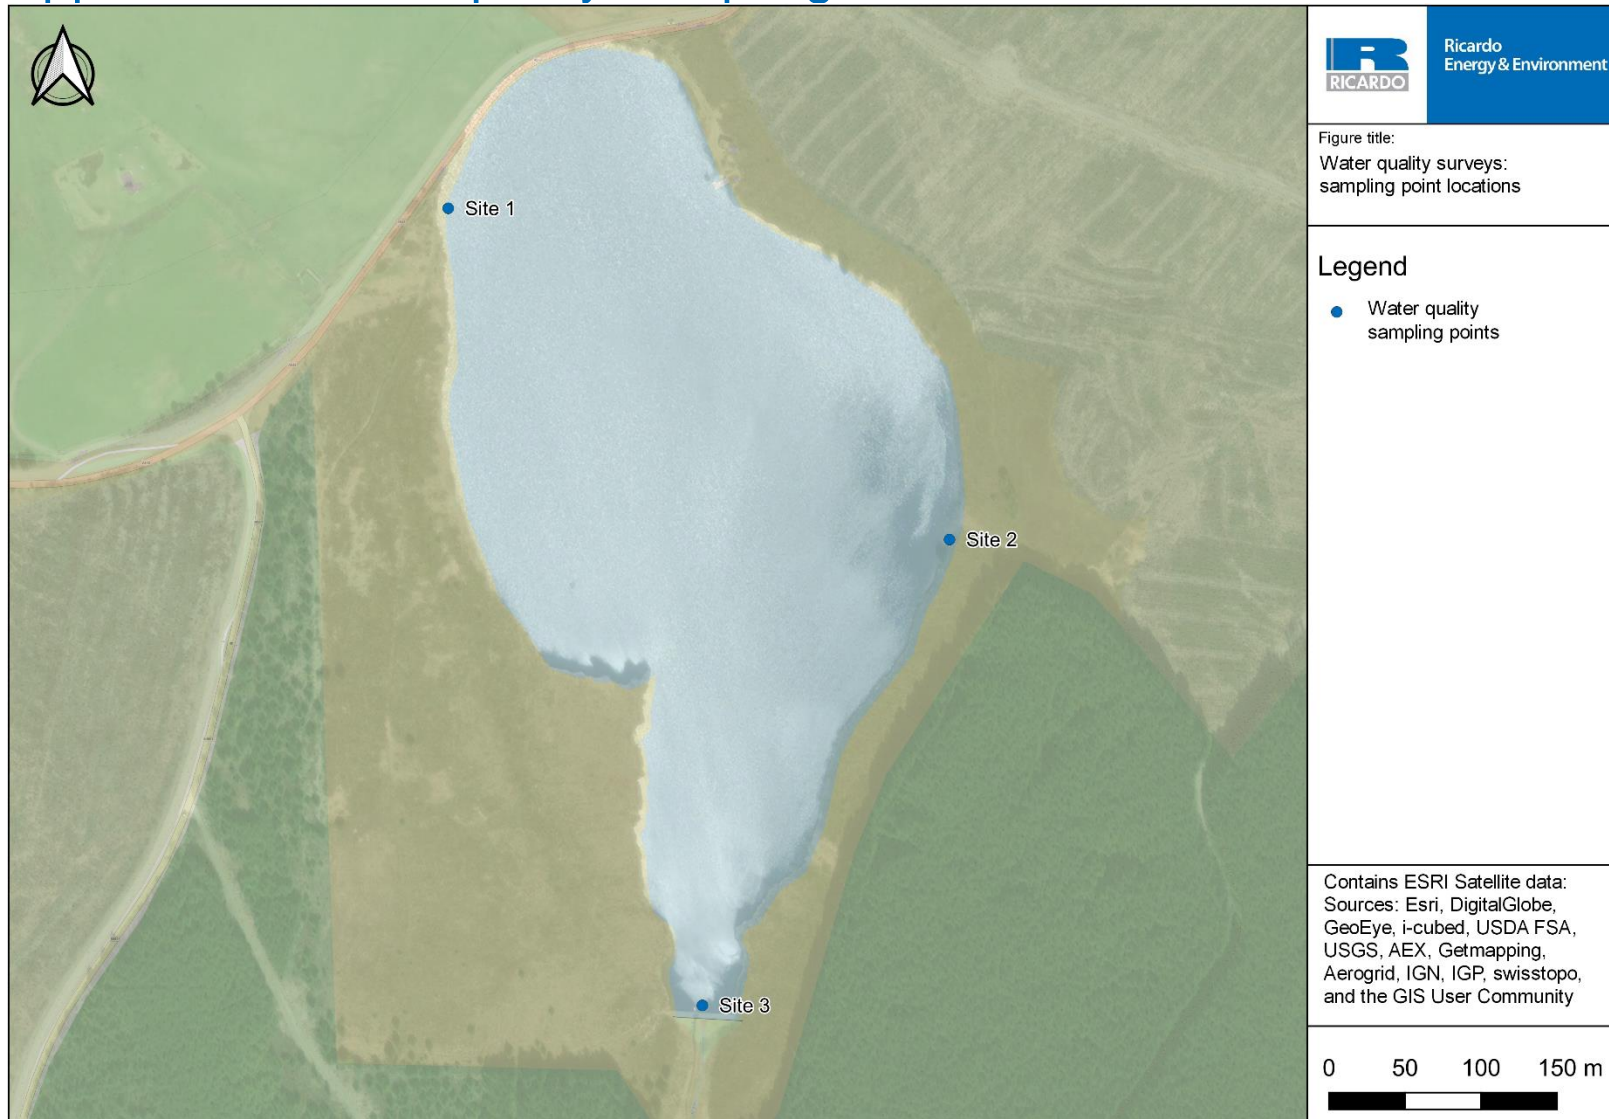 RICARDO
Ricardo
Energy & Environment
Figure title:
Water quality surveys:
sampling point locations
Legend
Water quality
sampling points
Site 1
Site 2
Site 3
Contains ESRI Satellite data:
Sources: Esri, DigitalGlobe,
GeoEye, i-cubed, USDA FSA,
USGS, AEX, Getmapping,
Aerogrid, IGN, IGP, swisstopo,
and the GIS User Community
0 50 100 150 m